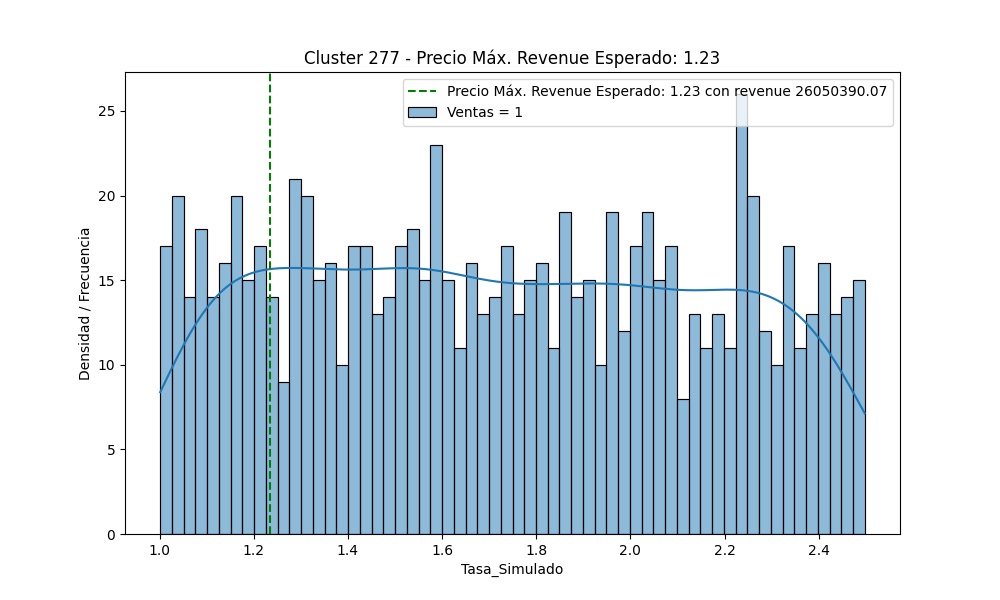 Cluster 277 - Precio Máx. Revenue Esperado: 1.23
Precio Máx. Revenue Esperado: 1.23 con revenue 26050390.07
Ventas = 1
Densidad / Frecuencia
25
20
15
10
5
0
1.0 1.2 1.4 1.6 1.8 2.0 2.2 2.4
Tasa_Simulado